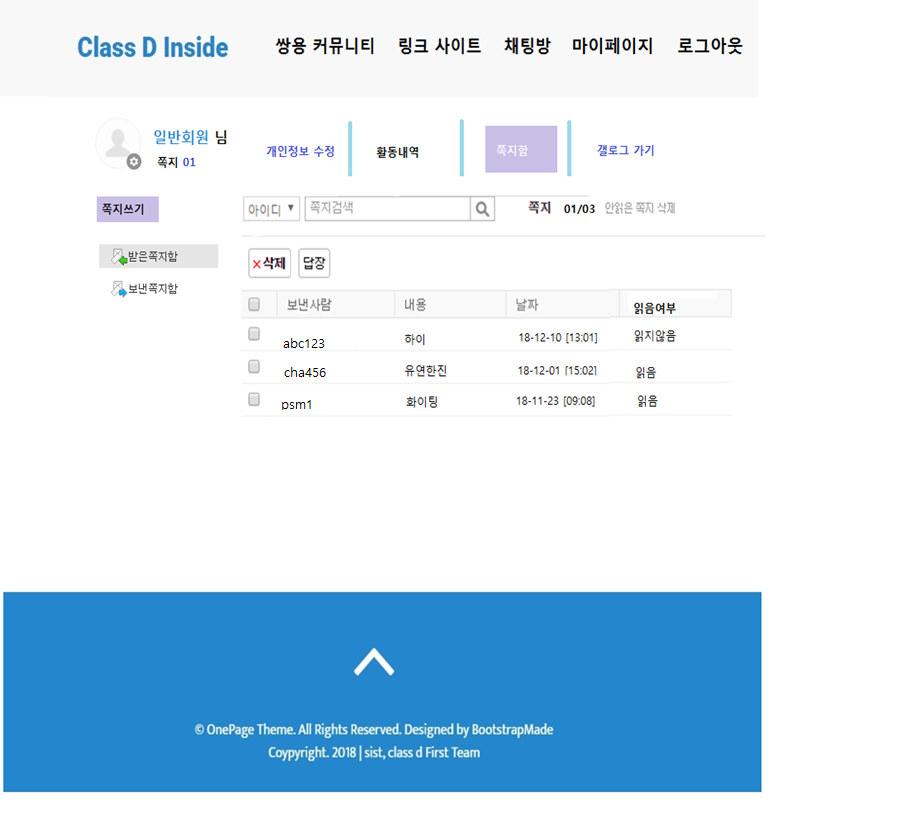 Class D Inside 쌍용 커뮤니티 링크 사이트 채팅방 마이페이지 로그아웃
일반회원 님
쪽지 01
개인정보 수정 활동내역 쪽지함 갤로그 가기
쪽지쓰기
아이디 ▼ 쪽지검색 쪽지 01/03 안읽은 쪽지 삭제
받은쪽지함
보낸쪽지함
×삭제 답장
보낸사람 내용 날짜 읽음여부
abc123 하이 18-12-10 [13:01] 읽지않음
cha456 유연한진 18-12-01 [15:02] 읽음
psm1 화이팅 18-11-23 [09:08] 읽음
© OnePage Theme. All Rights Reserved. Designed by BootstrapMade
Coypyright. 2018 | sist, class d First Team